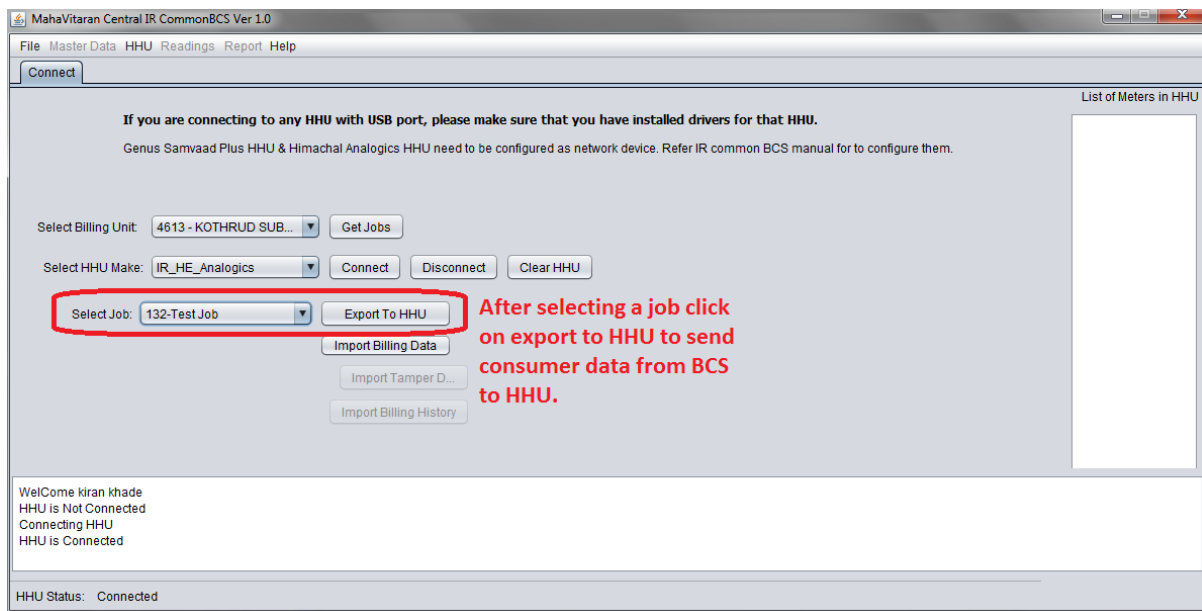 MahaVitaran Central IR CommonBCS Ver 1.0
File Master Data HHU Readings Report Help
Connect
List of Meters in HHU
If you are connecting to any HHU with USB port, please make sure that you have installed drivers for that HHU.
Genus Samvaad Plus HHU & Himachal Analogics HHU need to be configured as network device. Refer IR common BCS manual for to configure them.
Select Billing Unit: 4613 - KOTHRUD SUB... Get Jobs
Select HHU Make: IR_HE_Analogics Connect Disconnect Clear HHU
Select Job: 132-Test Job Export To HHU
Import Billing Data
Import Tamper D...
Import Billing History
After selecting a job click
on export to HHU to send
consumer data from BCS
to HHU.
WelCome kiran khade
HHU is Not Connected
Connecting HHU
HHU is Connected
HHU Status: Connected